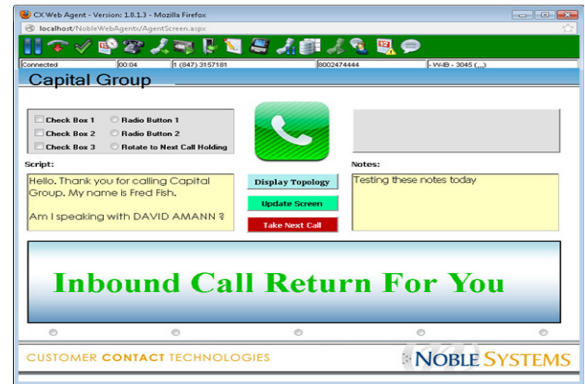 CX Web Agent - Version: 1.0.1.3 - Mozilla Firefox
localhost/NobleWebAgentv/AgentScreen.aspx
Connected 00:04 1 (847) 3157181 8002474444 - W-IB - 3045 (,,,)
Capital Group
Check Box 1 Radio Button 1
Check Box 2 Radio Button 2
Check Box 3 Rotate to Next Call Holding
Script: Notes:
Hello. Thank you for calling Capital
Group. My name is Fred Fish.
Am I speaking with DAVID AMANN ?
Display Topology
Update Screen
Take Next Call
Testing these notes today
Inbound Call Return For You
CUSTOMER CONTACT TECHNOLOGIES
NOBLE SYSTEMS